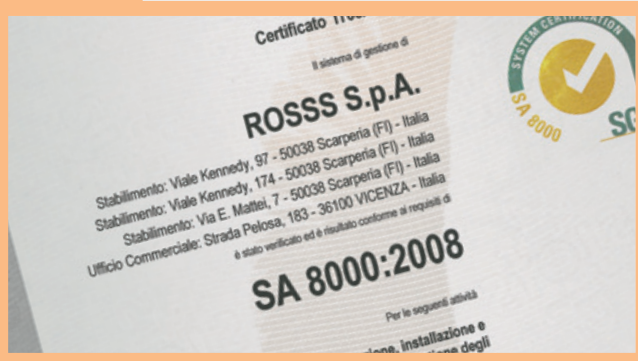 Certificato
Il sistema di gestione di
ROSSS S.p.A.
Stabilimento: Viale Kennedy, 97 - 50038 Scarperia (FI) - Italia
Stabilimento: Viale Kennedy, 174 - 50038 Scarperia (FI) - Italia
Stabilimento: Via E. Mattei, 7 - 50038 Scarperia (FI) - Italia
Ufficio Commerciale: Strada Pelosa, 183 - 36100 VICENZA - Italia
è stato verificato ed è risultato conforme ai requisiti di
SA 8000:2008
Per le seguenti attività
installazione e
degli
SYSTEM CERTIFICATION
SA 8000